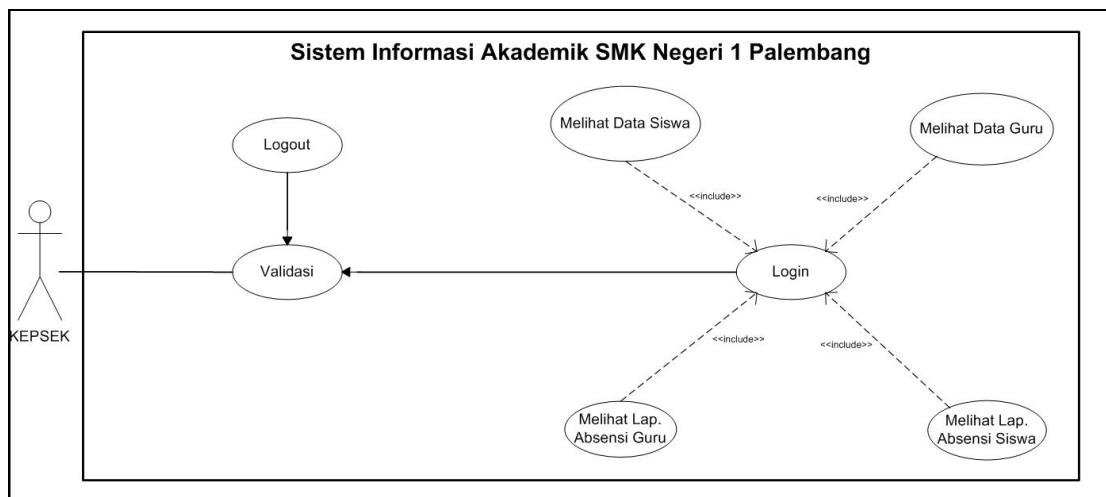 Sistem Informasi Akademik SMK Negeri 1 Palembang
Melihat Data Siswa
Melihat Data Guru
Logout
<<include>>
<<include>>
Validasi
Login
KEPSEK
<<include>>
<<include>>
Melihat Lap.
Absensi Guru
Melihat Lap.
Absensi Siswa